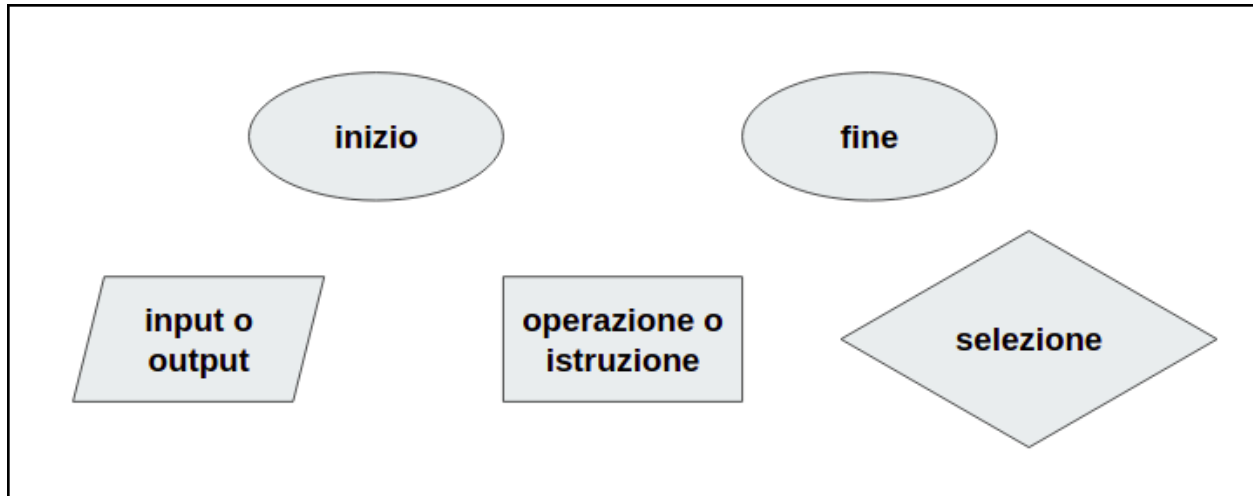 inizio
fine
input o
output
operazione o
istruzione
selezione